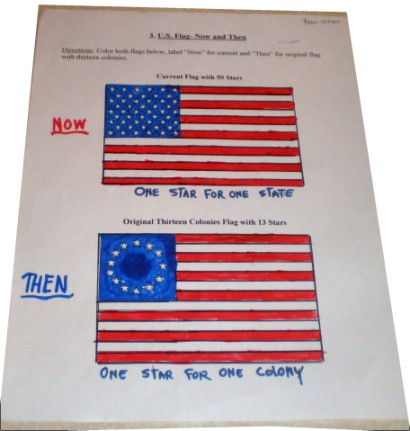 3. U.S. Flag- Now and Then
Directions: Color both flags below, label "Now" for current and "Then" for original flag
with thirteen colonies.
Current Flag with 50 Stars
NOW
ONE STAR FOR ONE STATE
Original Thirteen Colonies Flag with 13 Stars
THEN
ONE STAR FOR ONE COLONY